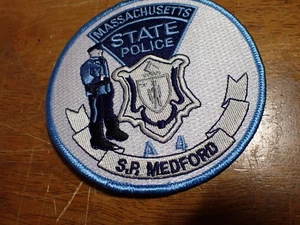 MASSACHUSETTS
STATE
POLICE
A 4
S.P. MEDFORD